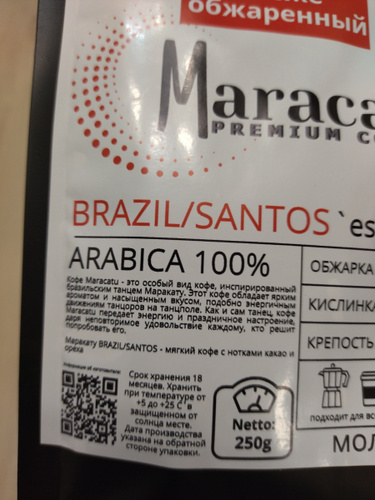 обжаренный
Maraca
PREMIUM C
BRAZIL/SANTOS `es
ARABICA 100%
Кофе Maracatu - это особый вид кофе, инспирированный
бразильским танцем Маракату. Этот кофе обладает ярким
ароматом и насыщенным вкусом, подобно энергичным
движениям танцоров на танцполе. Как и сам танец, кофе
Maracatu передает энергию и праздничное настроение,
даря неповторимое удовольствие каждому, кто решит
попробовать его.
Маракату BRAZIL/SANTOS - мягкий кофе с нотками какао и
ореха
ОБЖАРКА
КИСЛИНКА
КРЕПОСТЬ
Информация об изготовителе:
Срок хранения 18
месяцев. Хранить
при температуре от
+5 до +25 C° в
защищенном от
солнца месте.
Дата производства
указана на обратной
стороне упаковки.
Netto:
250g
подходит для все
МОЛ